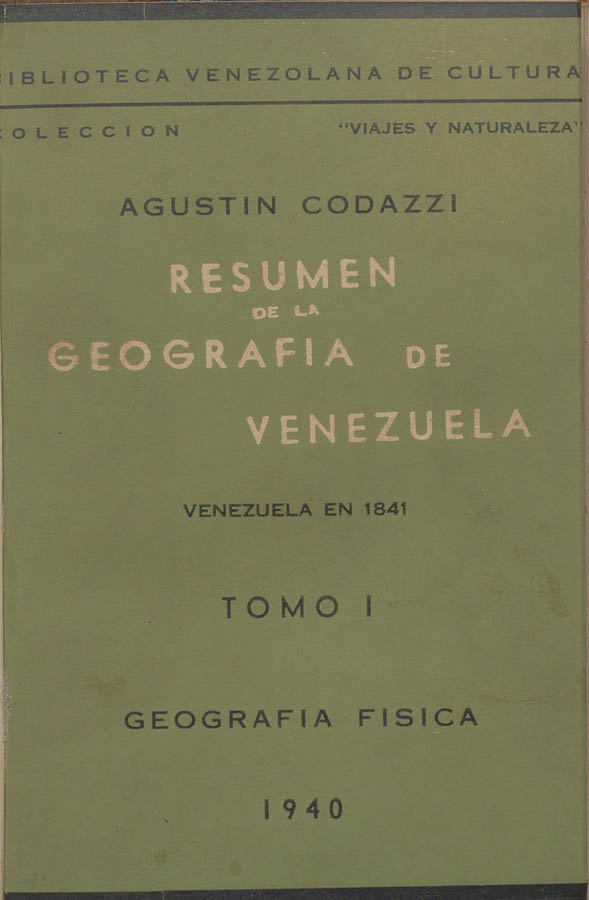 BIBLIOTECA VENEZOLANA DE CULTURA
COLECCION "VIAJES Y NATURALEZA"
AGUSTIN CODAZZI
RESUMEN
DE LA
GEOGRAFIA DE
VENEZUELA
VENEZUELA EN 1841
TOMO I
GEOGRAFIA FISICA
1940